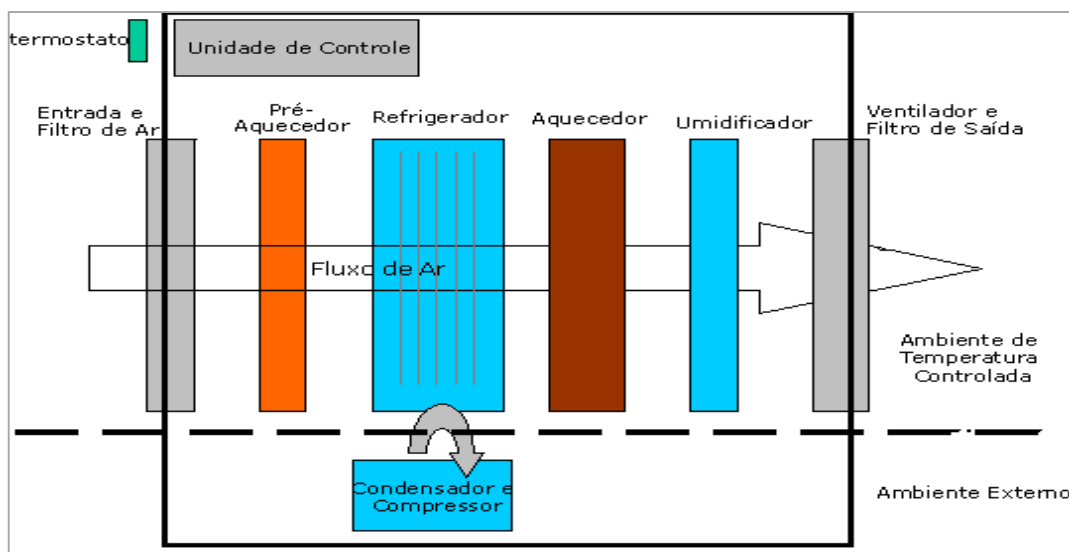 termostato
Unidade de Controle
Entrada e
Filtro de Ar
Pré-
Aquecedor
Refrigerador
Aquecedor
Umidificador
Ventilador e
Filtro de Saída
Fluxo de Ar
Ambiente de
Temperatura
Controlada
Condensador e
Compressor
Ambiente Externo